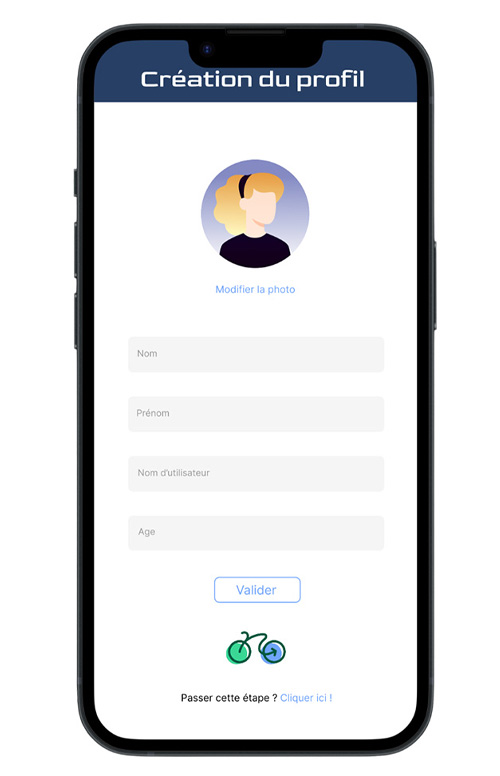 Création du profil
Modifier la photo
Nom
Prénom
Nom d'utilisateur
Age
Valider
Passer cette étape ? Cliquer ici !